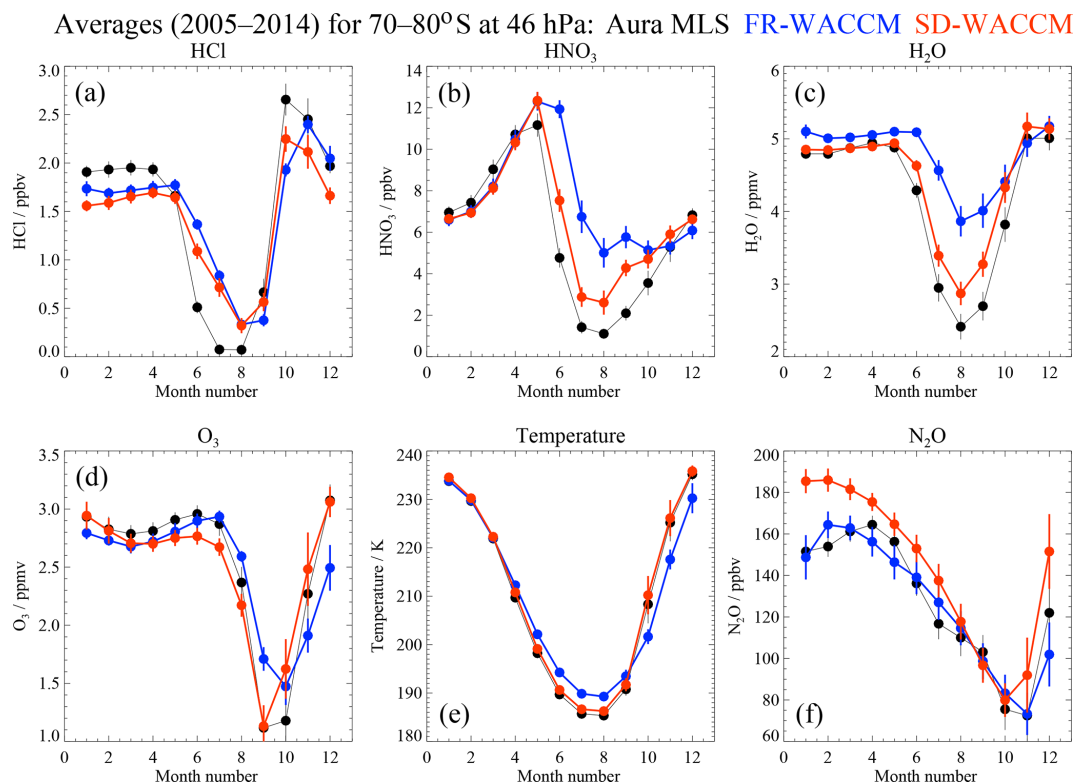 Averages (2005–2014) for 70–80°S at 46 hPa: Aura MLS FR-WACCM SD-WACCM
HCl
(a)
HCl / ppbv
3.0
2.5
2.0
1.5
1.0
0.5
0.0
0 2 4 6 8 10 12
Month number
HNO₃
(b)
HNO₃ / ppbv
14
12
10
8
6
4
2
0
0 2 4 6 8 10 12
Month number
H₂O
(c)
H₂O / ppmv
6
5
4
3
2
0 2 4 6 8 10 12
Month number
O₃
(d)
O₃ / ppmv
3.5
3.0
2.5
2.0
1.5
1.0
0 2 4 6 8 10 12
Month number
Temperature
(e)
Temperature / K
240
230
220
210
200
190
180
0 2 4 6 8 10 12
Month number
N₂O
(f)
N₂O / ppbv
180
160
140
120
100
80
60
0 2 4 6 8 10 12
Month number